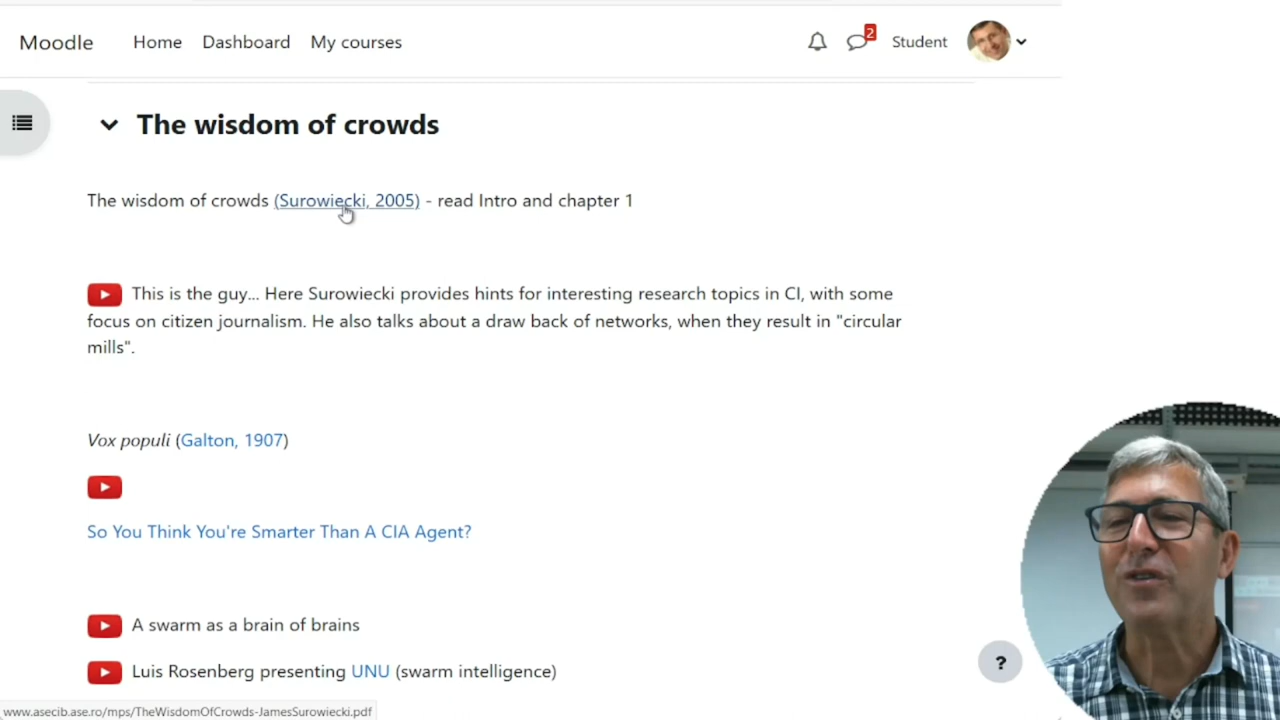 Moodle Home Dashboard My courses 2 Student
The wisdom of crowds
The wisdom of crowds (Surowiecki, 2005) - read Intro and chapter 1
This is the guy... Here Surowiecki provides hints for interesting research topics in CI, with some
focus on citizen journalism. He also talks about a draw back of networks, when they result in "circular
mills".
Vox populi (Galton, 1907)
So You Think You're Smarter Than A CIA Agent?
A swarm as a brain of brains
Luis Rosenberg presenting UNU (swarm intelligence)
?
www.asecib.ase.ro/mps/TheWisdomOfCrowds-JamesSurowiecki.pdf